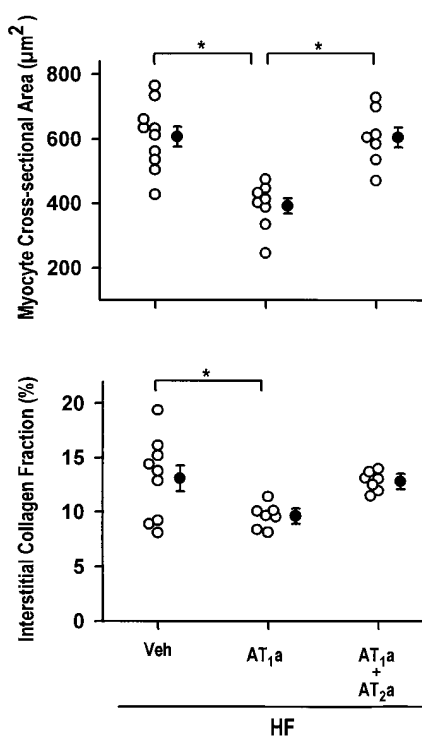 Myocyte Cross-sectional Area (µm²)
800
600
400
200
*
*
Interstitial Collagen Fraction (%)
20
15
10
5
0
*
Veh
AT₁a
AT₁a
+
AT₂a
HF